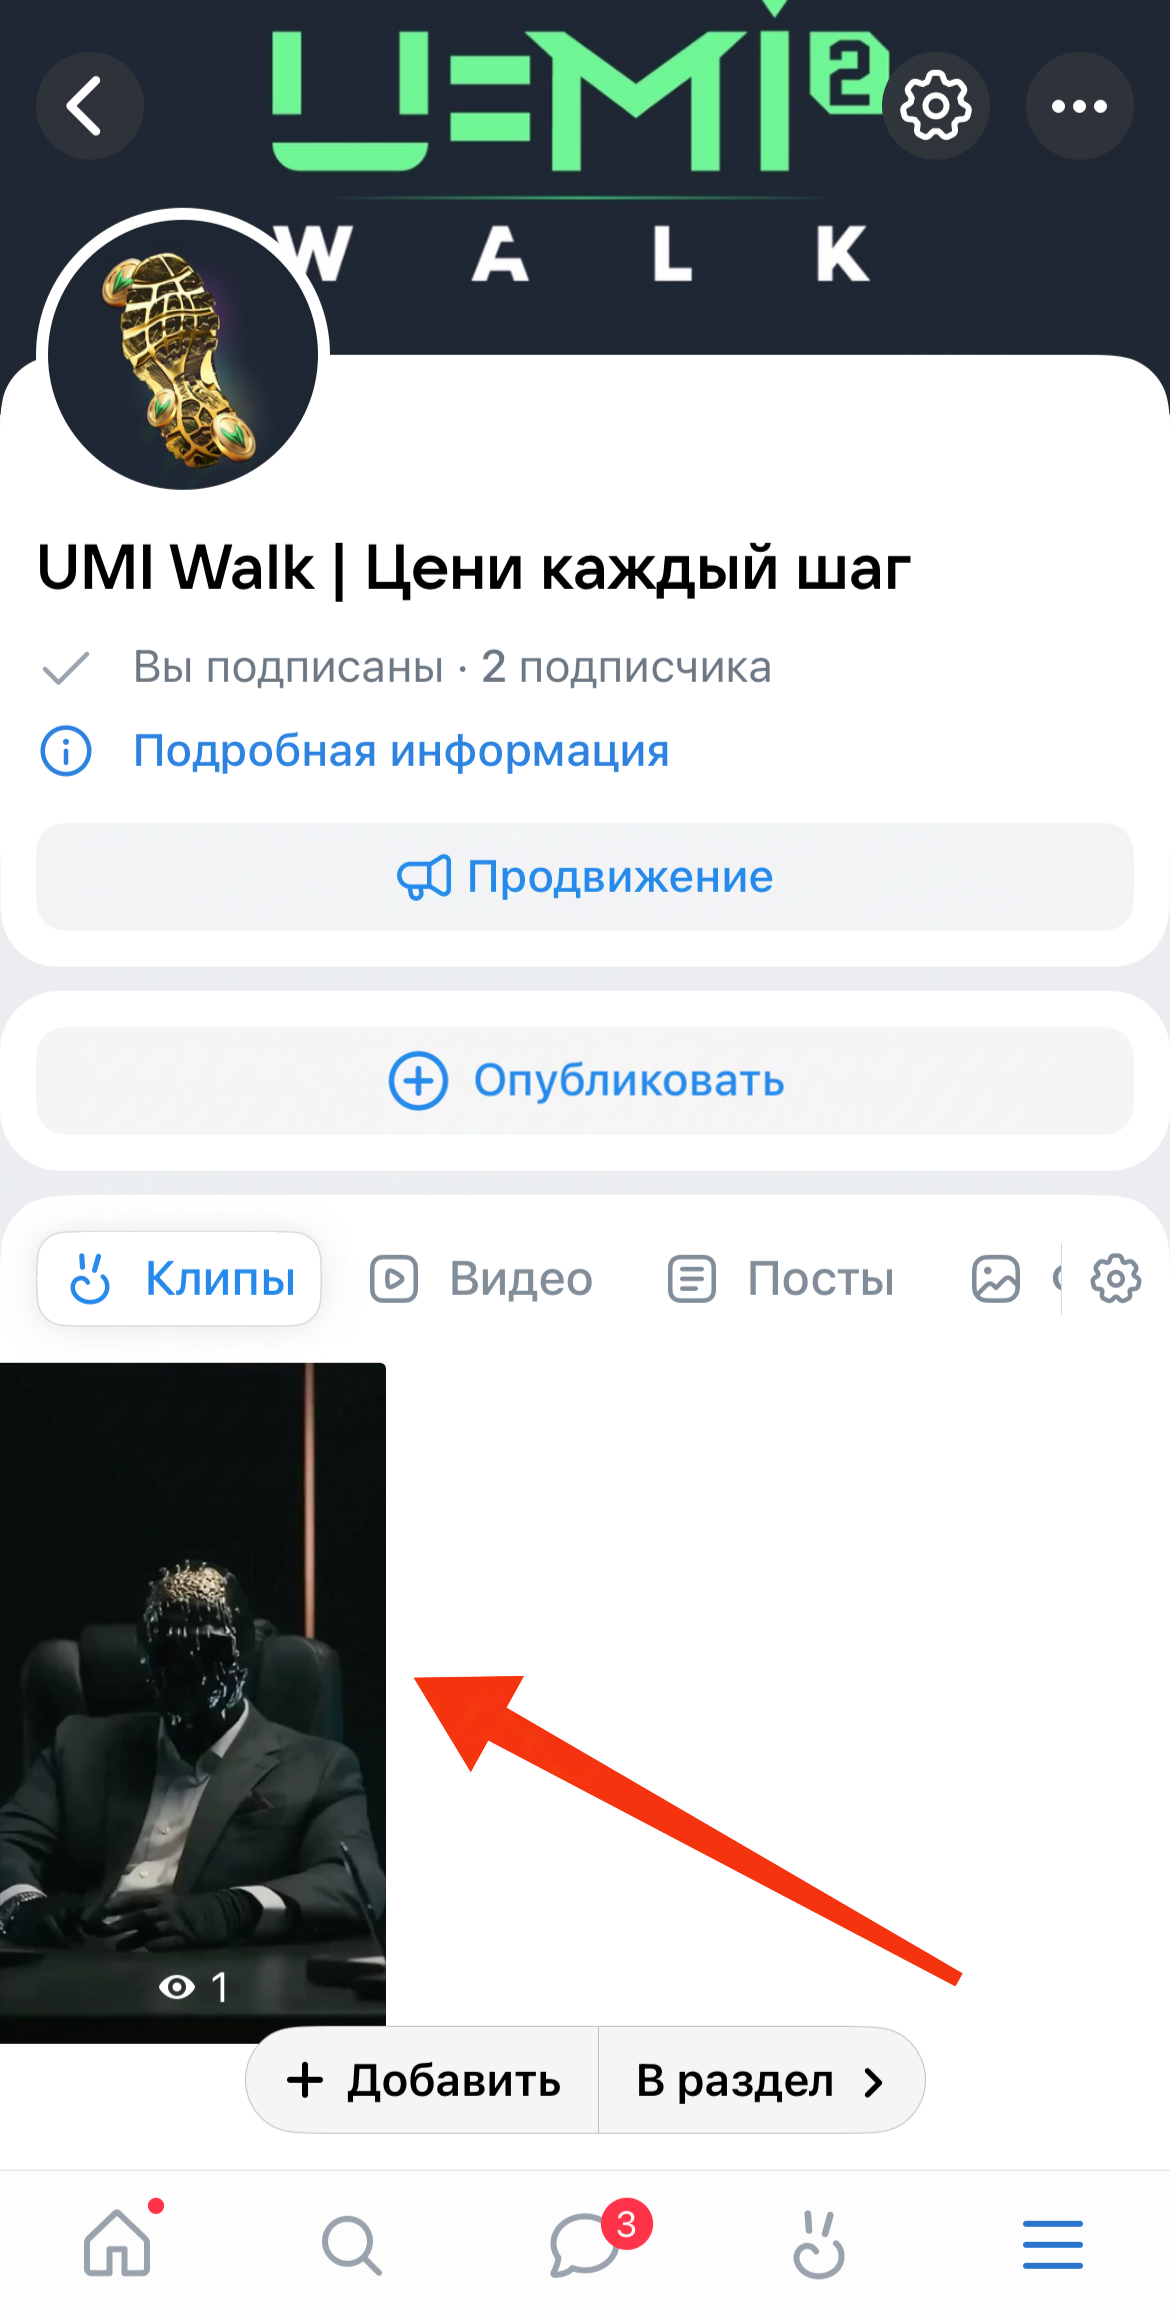 UMI 2
WALK
UMI Walk | Цени каждый шаг
Вы подписаны · 2 подписчика
Подробная информация
Продвижение
Опубликовать
Клипы Видео Посты
1
+ Добавить В раздел >
3